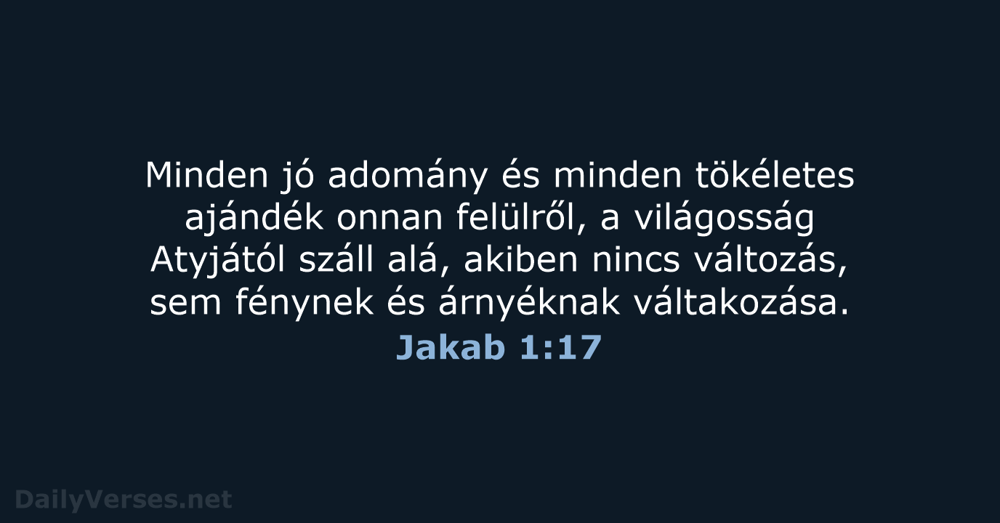 Minden jó adomány és minden tökéletes
ajándék onnan felülről, a világosság
Atyjától száll alá, akiben nincs változás,
sem fénynek és árnyéknak váltakozása.
Jakab 1:17
DailyVerses.net